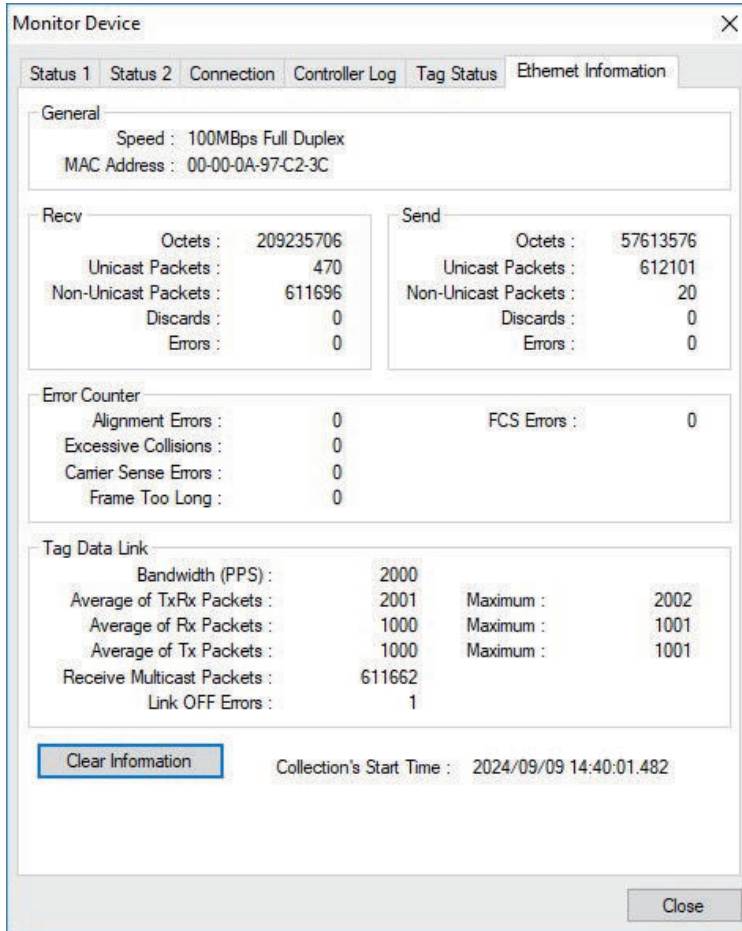 Monitor Device
Status 1 Status 2 Connection Controller Log Tag Status Ethernet Information
General
Speed : 100MBps Full Duplex
MAC Address : 00-00-0A-97-C2-3C
Recv Send
Octets : 209235706 Octets : 57613576
Unicast Packets : 470 Unicast Packets : 612101
Non-Unicast Packets : 611696 Non-Unicast Packets : 20
Discards : 0 Discards : 0
Errors : 0 Errors : 0
Error Counter
Alignment Errors : 0 FCS Errors : 0
Excessive Collisions : 0
Carrier Sense Errors : 0
Frame Too Long : 0
Tag Data Link
Bandwidth (PPS) : 2000
Average of TxRx Packets : 2001 Maximum : 2002
Average of Rx Packets : 1000 Maximum : 1001
Average of Tx Packets : 1000 Maximum : 1001
Receive Multicast Packets : 611662
Link OFF Errors : 1
Clear Information Collection's Start Time : 2024/09/09 14:40:01.482
Close